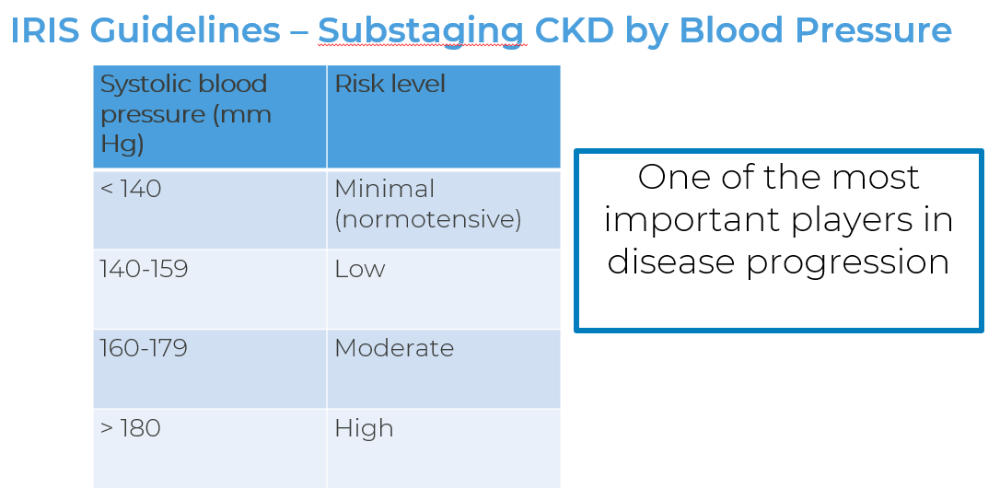 IRIS Guidelines – Substaging CKD by Blood Pressure
Systolic blood
pressure (mm
Hg)
Risk level
< 140
Minimal
(normotensive)
140-159
Low
160-179
Moderate
> 180
High
One of the most
important players in
disease progression